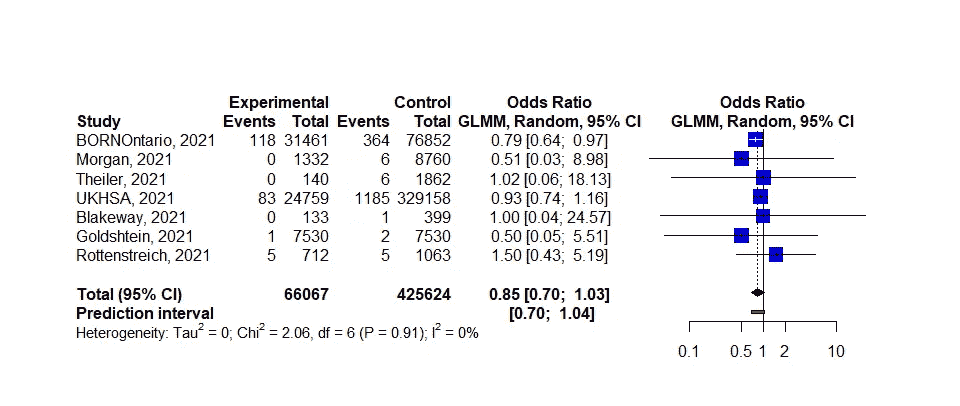 Experimental Control Odds Ratio Odds Ratio
Study Events Total Events Total GLMM, Random, 95% CI GLMM, Random, 95% CI
BORNOntario, 2021 118 31461 364 76852 0.79 [0.64; 0.97]
Morgan, 2021 0 1332 6 8760 0.51 [0.03; 8.98]
Theiler, 2021 0 140 6 1862 1.02 [0.06; 18.13]
UKHSA, 2021 83 24759 1185 329158 0.93 [0.74; 1.16]
Blakeway, 2021 0 133 1 399 1.00 [0.04; 24.57]
Goldshtein, 2021 1 7530 2 7530 0.50 [0.05; 5.51]
Rottenstreich, 2021 5 712 5 1063 1.50 [0.43; 5.19]
Total (95% CI) 66067 425624 0.85 [0.70; 1.03]
Prediction interval [0.70; 1.04]
Heterogeneity: Tau² = 0; Chi² = 2.06, df = 6 (P = 0.91); I² = 0%
0.1 0.5 1 2 10